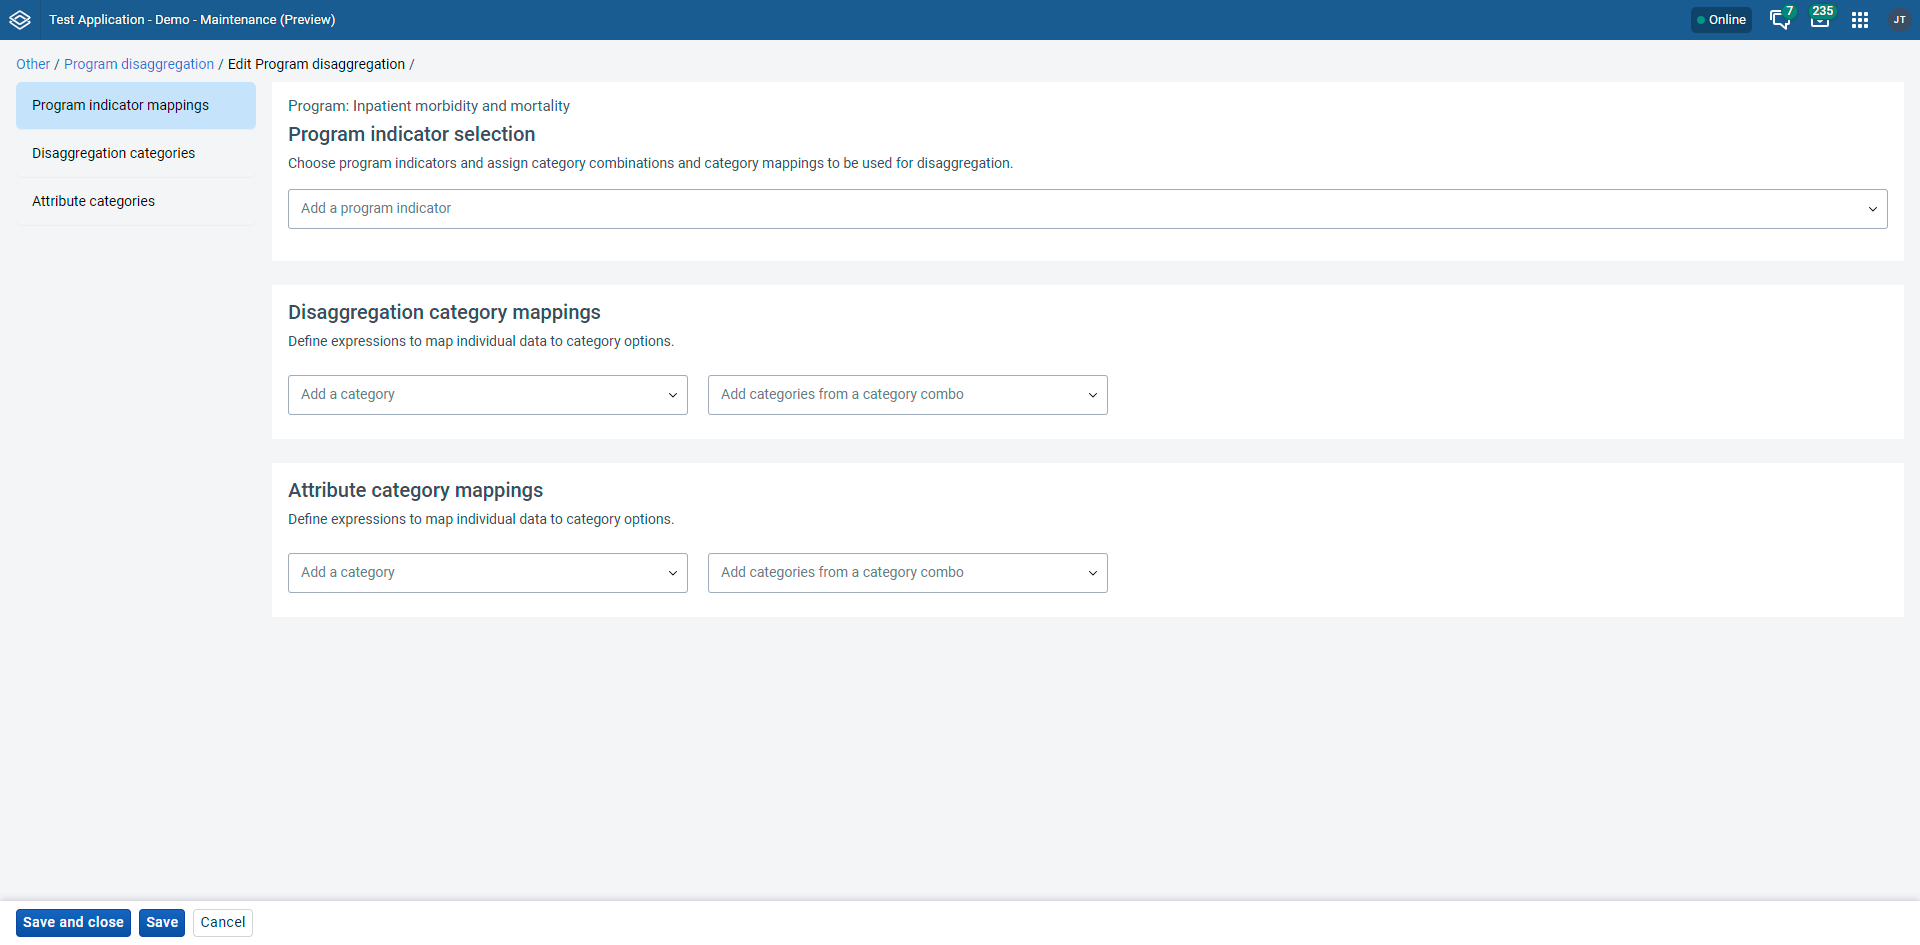 Test Application - Demo - Maintenance (Preview)
Online
7
235
JT
Other / Program disaggregation / Edit Program disaggregation /
Program indicator mappings
Disaggregation categories
Attribute categories
Program: Inpatient morbidity and mortality
Program indicator selection
Choose program indicators and assign category combinations and category mappings to be used for disaggregation.
Add a program indicator
Disaggregation category mappings
Define expressions to map individual data to category options.
Add a category
Add categories from a category combo
Attribute category mappings
Define expressions to map individual data to category options.
Add a category
Add categories from a category combo
Save and close
Save
Cancel